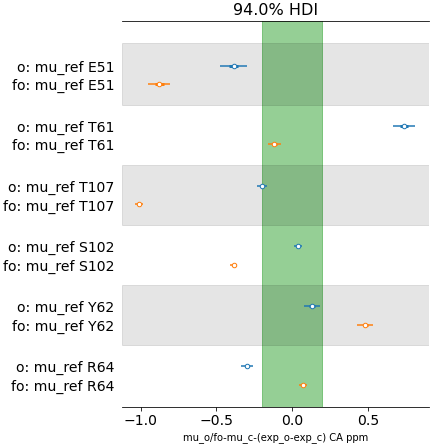 94.0% HDI
o: mu_ref E51
fo: mu_ref E51
o: mu_ref T61
fo: mu_ref T61
o: mu_ref T107
fo: mu_ref T107
o: mu_ref S102
fo: mu_ref S102
o: mu_ref Y62
fo: mu_ref Y62
o: mu_ref R64
fo: mu_ref R64
−1.0 −0.5 0.0 0.5
mu_o/fo-mu_c-(exp_o-exp_c) CA ppm